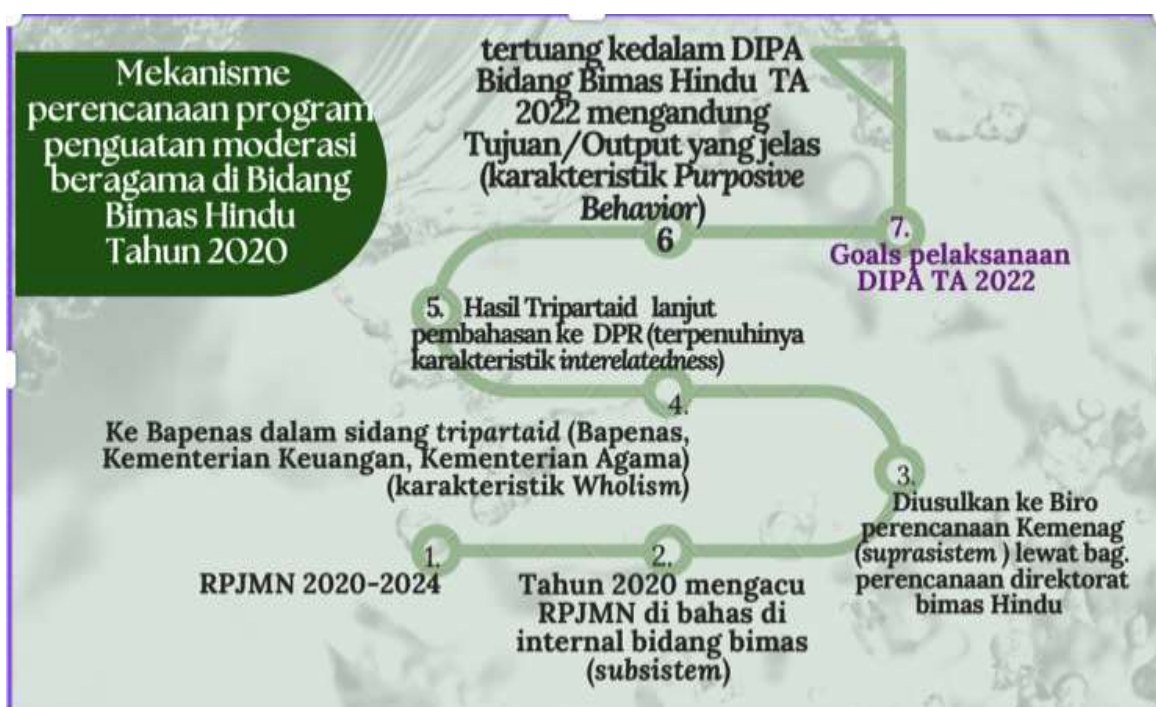 Mekanisme
perencanaan program
penguatan moderasi
beragama di Bidang
Bimas Hindu
Tahun 2020
tertuang kedalam DIPA
Bidang Bimas Hindu TA
2022 mengandung
Tujuan/Output yang jelas
(karakteristik Purposive
Behavior)
6
7.
Goals pelaksanaan
DIPA TA 2022
5. Hasil Tripartaid lanjut
pembahasan ke DPR (terpenuhinya
karakteristik interelatedness)
4.
Ke Bapenas dalam sidang tripartaid (Bapenas,
Kementerian Keuangan, Kementerian Agama)
(karakteristik Wholism)
3.
Diusulkan ke Biro
perencanaan Kemenag
(suprasistem ) lewat bag.
perencanaan direktorat
bimas Hindu
1.
RPJMN 2020-2024
2.
Tahun 2020 mengacu
RPJMN di bahas di
internal bidang bimas
(subsistem)